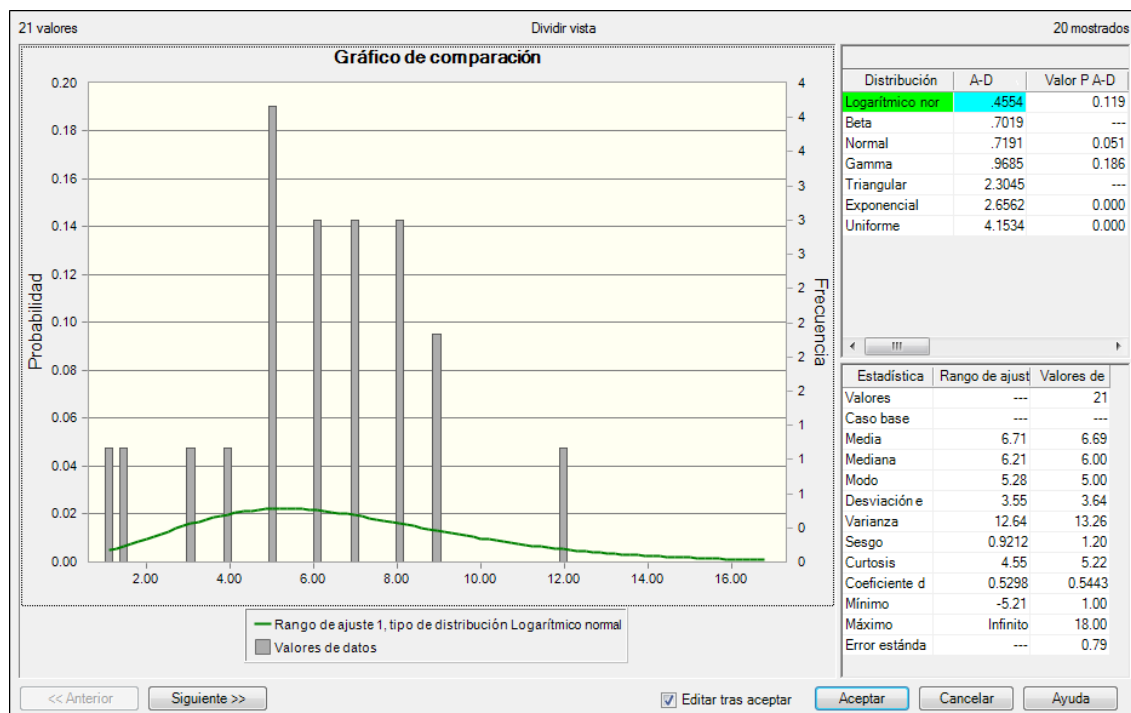 21 valores
Dividir vista
20 mostrados
Gráfico de comparación
0.20
0.18
0.16
0.14
0.12
0.10
0.08
0.06
0.04
0.02
0.00
Probabilidad
4
4
4
3
3
3
2
2
2
2
1
1
1
0
0
Frecuencia
2.00 4.00 6.00 8.00 10.00 12.00 14.00 16.00
Rango de ajuste 1, tipo de distribución Logarítmico normal
Valores de datos
Distribución A-D Valor P A-D
Logarítmico nor .4554 0.119
Beta .7019 ---
Normal .7191 0.051
Gamma .9685 0.186
Triangular 2.3045 ---
Exponencial 2.6562 0.000
Uniforme 4.1534 0.000
Estadística Rango de ajust Valores de
Valores --- 21
Caso base --- ---
Media 6.71 6.69
Mediana 6.21 6.00
Modo 5.28 5.00
Desviación e 3.55 3.64
Varianza 12.64 13.26
Sesgo 0.9212 1.20
Curtosis 4.55 5.22
Coeficiente d 0.5298 0.5443
Mínimo -5.21 1.00
Máximo Infinito 18.00
Error estánda --- 0.79
<< Anterior
Siguiente >>
Editar tras aceptar
Aceptar
Cancelar
Ayuda